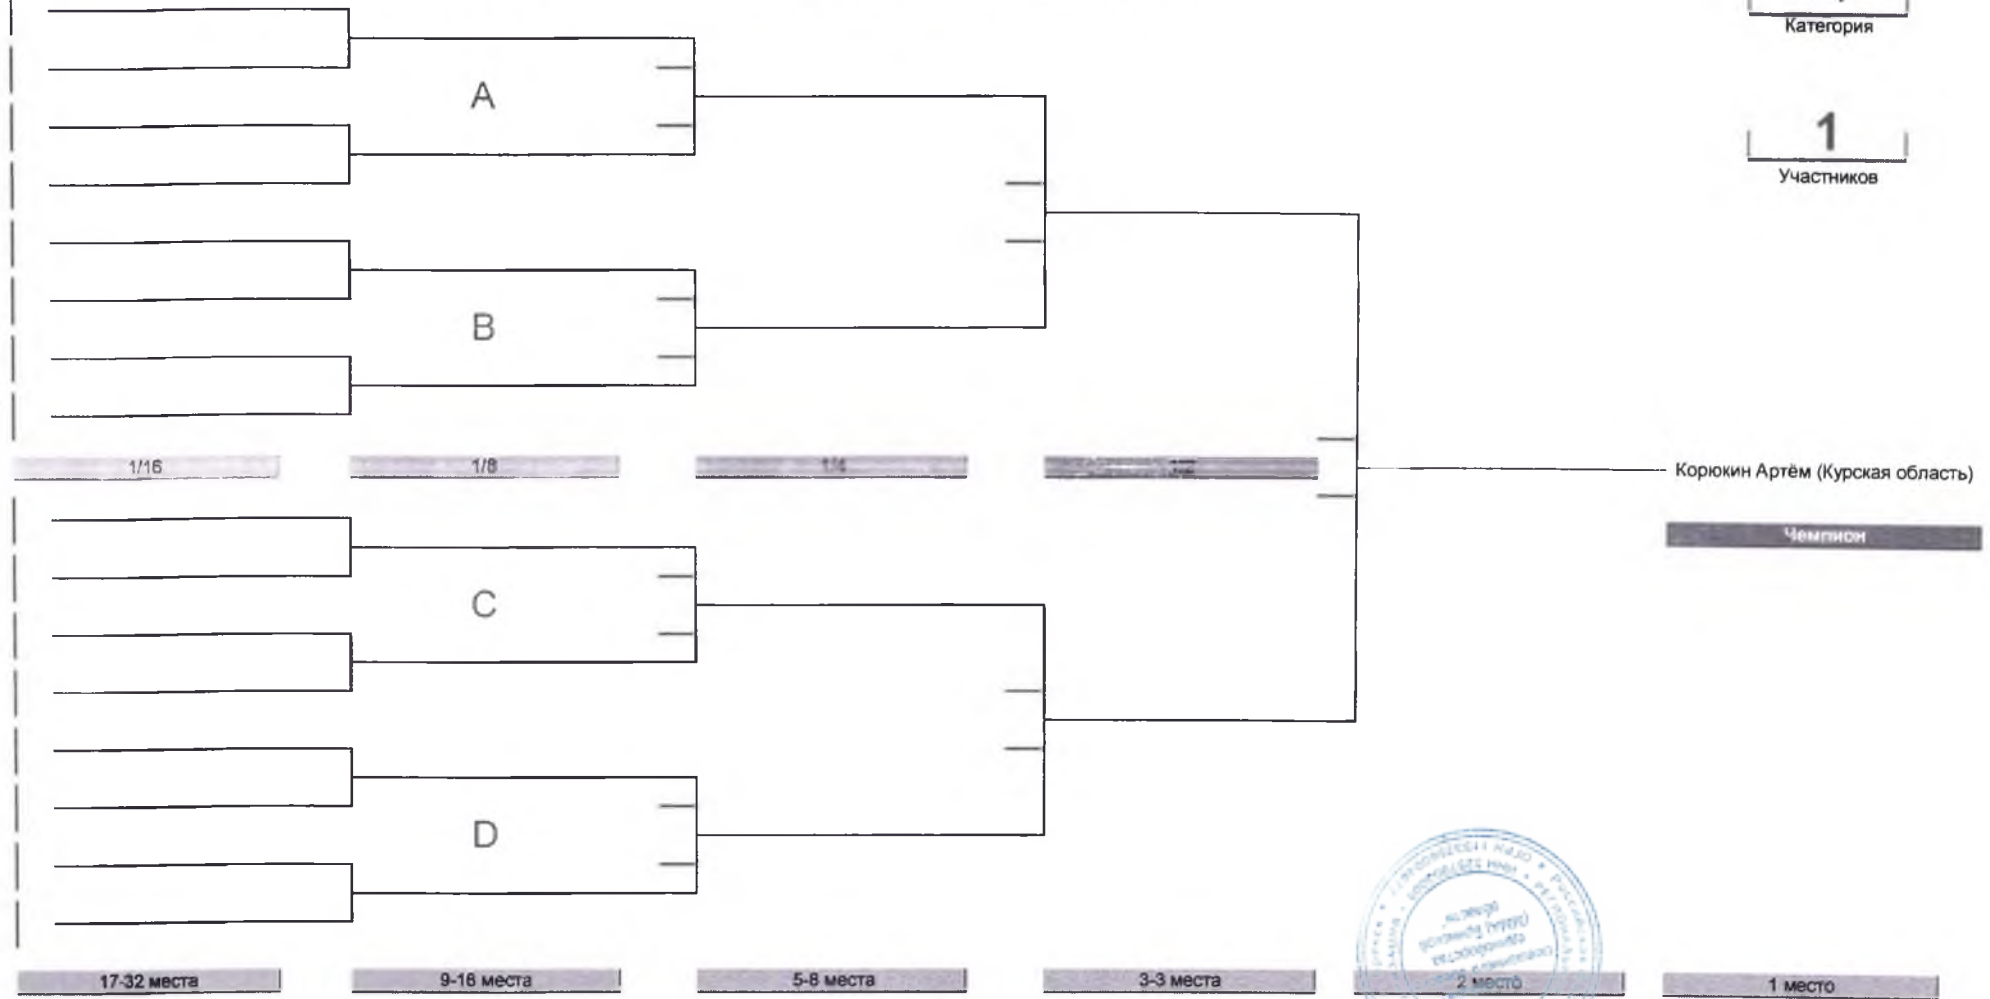 Категория
A
1
Участников
B
1/16
1/8
1/4
Корюкин Артём (Курская область)
Чемпион
C
D
17-32 места
9-16 места
5-8 места
3-3 места
2 место
1 место